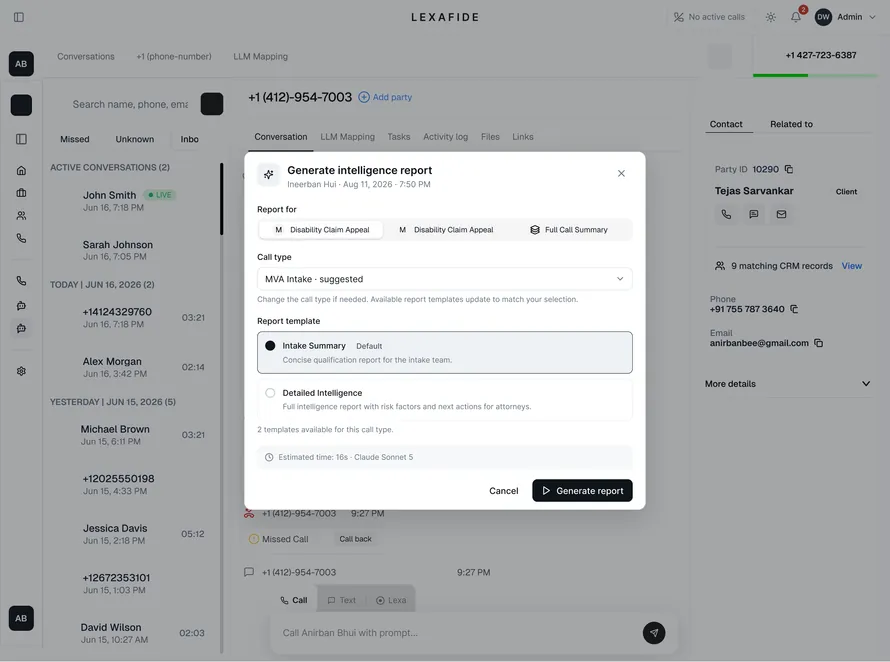 LEXAFIDE
No active calls
2
DW
Admin
AB
Conversations
+1 (phone-number)
LLM Mapping
+1 427-723-6387
Search name, phone, ema
Missed
Unknown
Inbo
ACTIVE CONVERSATIONS (2)
John Smith
LIVE
Jun 16, 7:18 PM
Sarah Johnson
Jun 16, 7:05 PM
TODAY | JUN 16, 2026 (2)
+14124329760
Jun 16, 7:18 PM
03:21
Alex Morgan
Jun 16, 3:42 PM
02:14
YESTERDAY | JUN 15, 2026 (5)
Michael Brown
Jun 15, 6:11 PM
03:21
+12025550198
Jun 15, 4:33 PM
Jessica Davis
Jun 15, 2:18 PM
05:12
+12672353101
Jun 15, 1:03 PM
David Wilson
Jun 15, 10:27 AM
02:03
AB
+1 (412)-954-7003
Add party
Conversation
LLM Mapping
Tasks
Activity log
Files
Links
Generate intelligence report
Ineerban Hui · Aug 11, 2026 · 7:50 PM
Report for
M Disability Claim Appeal
M Disability Claim Appeal
Full Call Summary
Call type
MVA Intake · suggested
Change the call type if needed. Available report templates update to match your selection.
Report template
Intake Summary Default
Concise qualification report for the intake team.
Detailed Intelligence
Full intelligence report with risk factors and next actions for attorneys.
2 templates available for this call type.
Estimated time: 16s · Claude Sonnet 5
Cancel
Generate report
+1 (412)-954-7003 9:27 PM
Missed Call
Call back
+1 (412)-954-7003
9:27 PM
Call
Text
Lexa
Call Anirban Bhui with prompt...
Contact
Related to
Party ID 10290
Tejas Sarvankar
Client
9 matching CRM records
View
Phone
+91 755 787 3640
Email
anirbanbee@gmail.com
More details